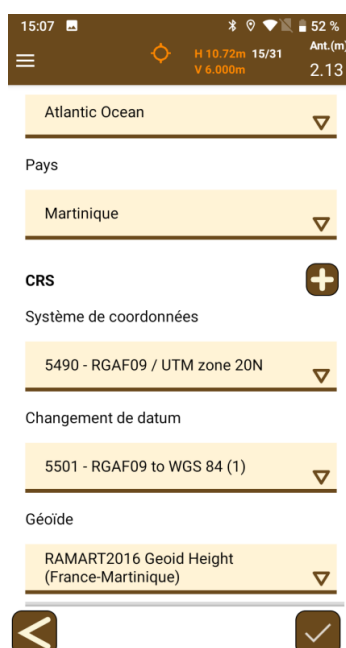 15:07 52 %
H 10.72m 15/31 Ant.(m)
V 6.000m 2.13
Atlantic Ocean
Pays
Martinique
CRS
Système de coordonnées
5490 - RGAF09 / UTM zone 20N
Changement de datum
5501 - RGAF09 to WGS 84 (1)
Géoïde
RAMART2016 Geoid Height
(France-Martinique)